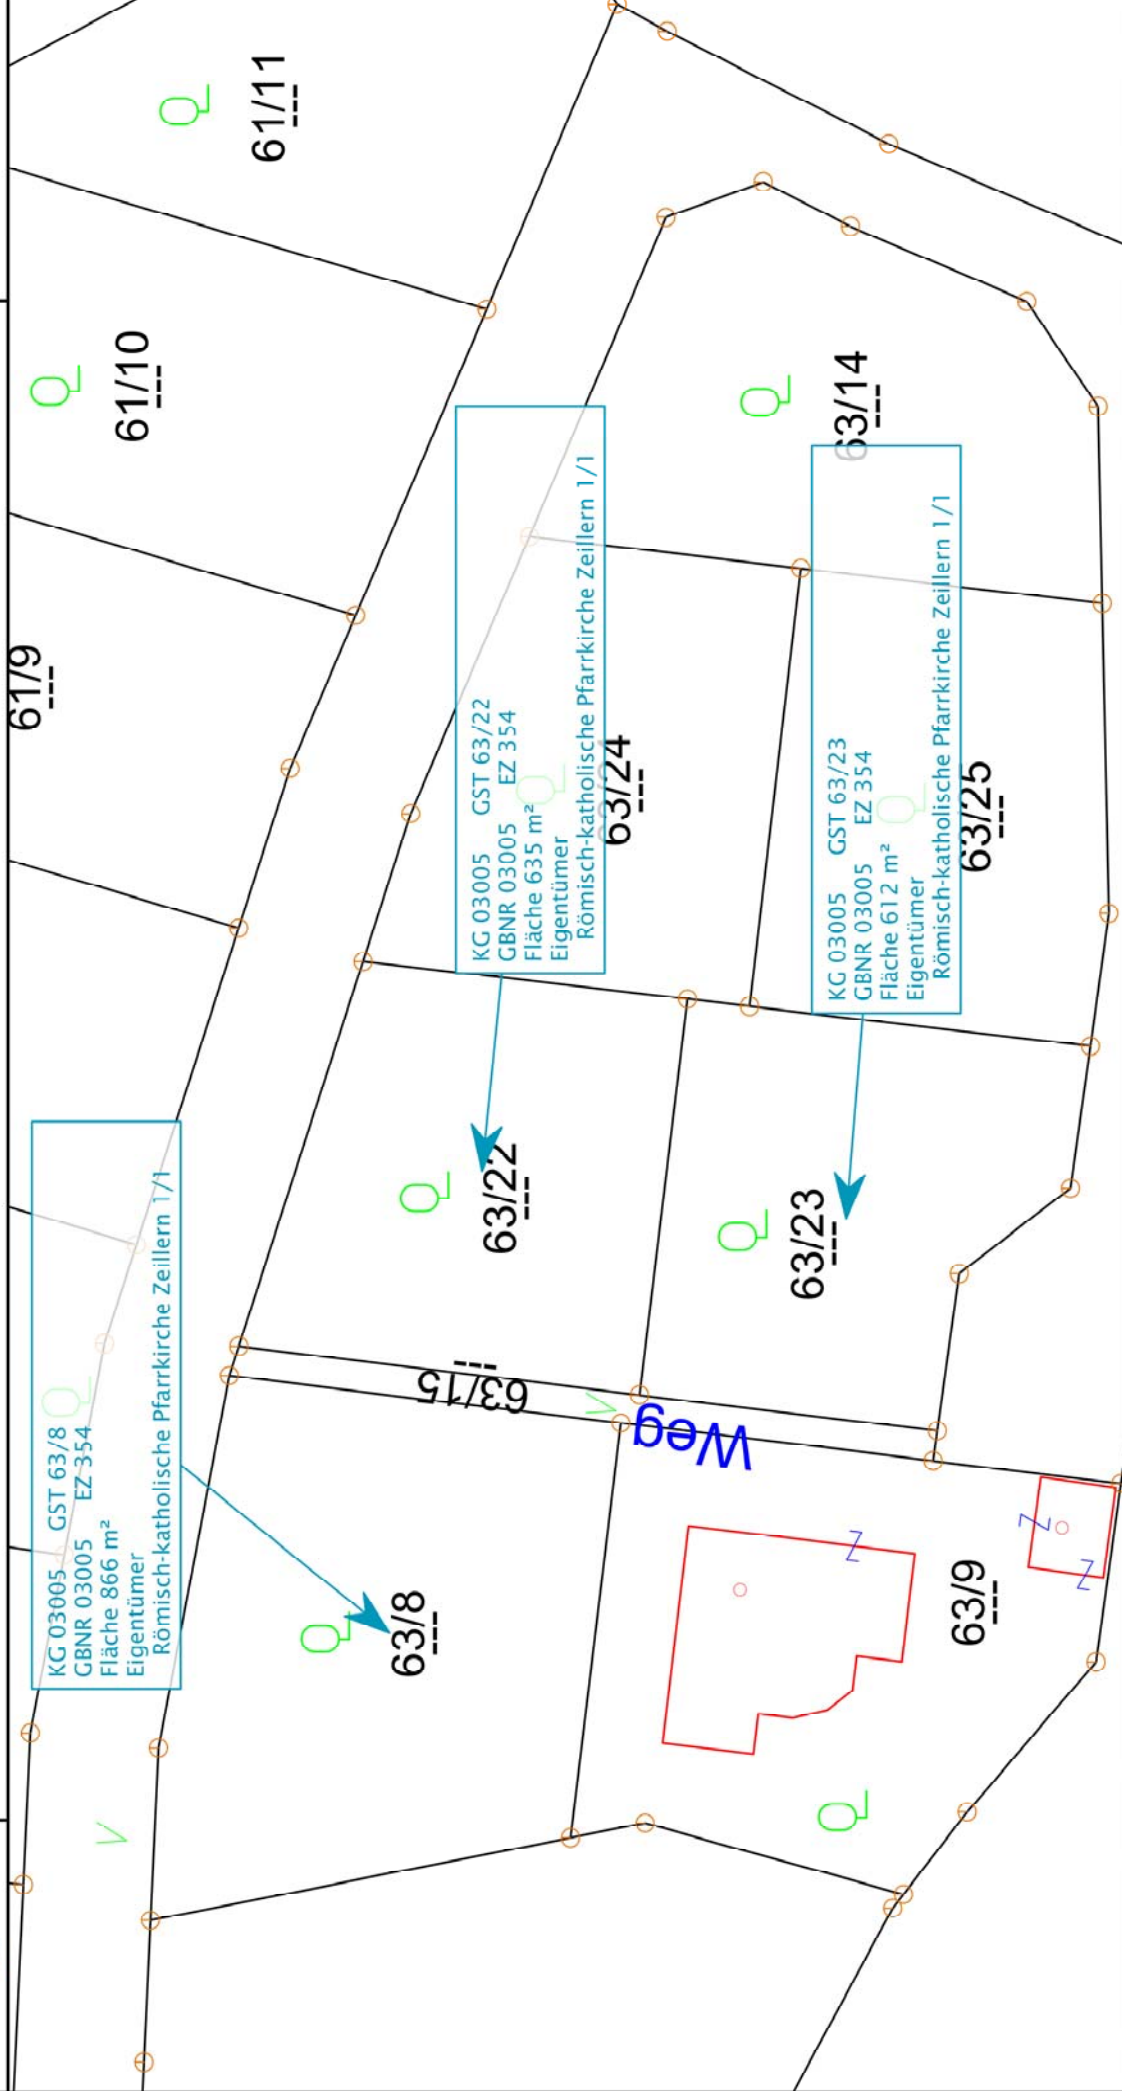 61/11
61/10
61/9
63/14
KG 03005 GST 63/22
GBNR 03005 EZ 354
Fläche 635 m²
Eigentümer
Römisch-katholische Pfarrkirche Zeillern 1/1
63/24
KG 03005 GST 63/23
GBNR 03005 EZ 354
Fläche 612 m²
Eigentümer
Römisch-katholische Pfarrkirche Zeillern 1/1
63/25
KG 03005 GST 63/8
GBNR 03005 EZ 354
Fläche 866 m²
Eigentümer
Römisch-katholische Pfarrkirche Zeillern 1/1
63/22
63/23
63/15
Weg
63/8
63/9